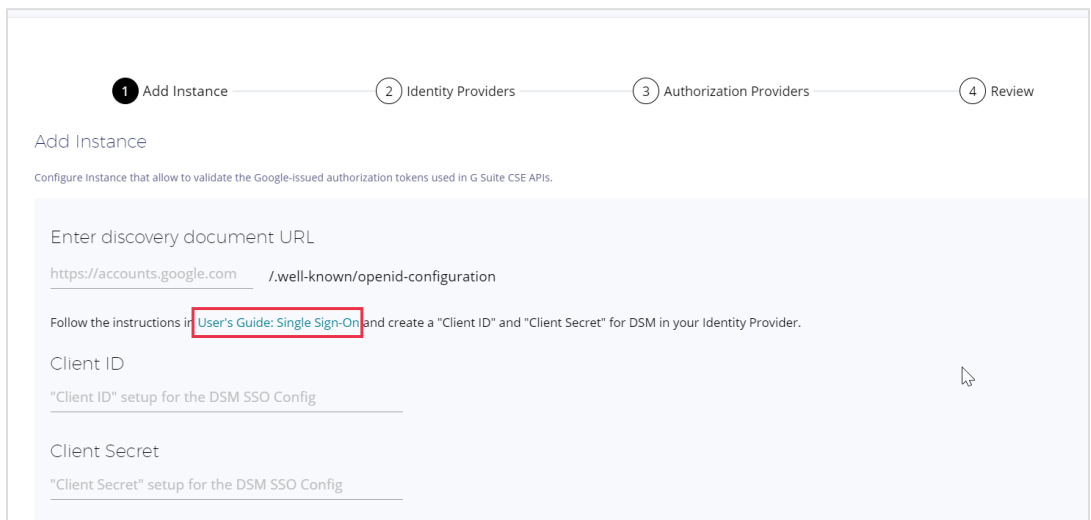 1 Add Instance 2 Identity Providers 3 Authorization Providers 4 Review
Add Instance
Configure Instance that allow to validate the Google-issued authorization tokens used in G Suite CSE APIs.
Enter discovery document URL
https://accounts.google.com /.well-known/openid-configuration
Follow the instructions in User's Guide: Single Sign-On and create a "Client ID" and "Client Secret" for DSM in your Identity Provider.
Client ID
"Client ID" setup for the DSM SSO Config
Client Secret
"Client Secret" setup for the DSM SSO Config